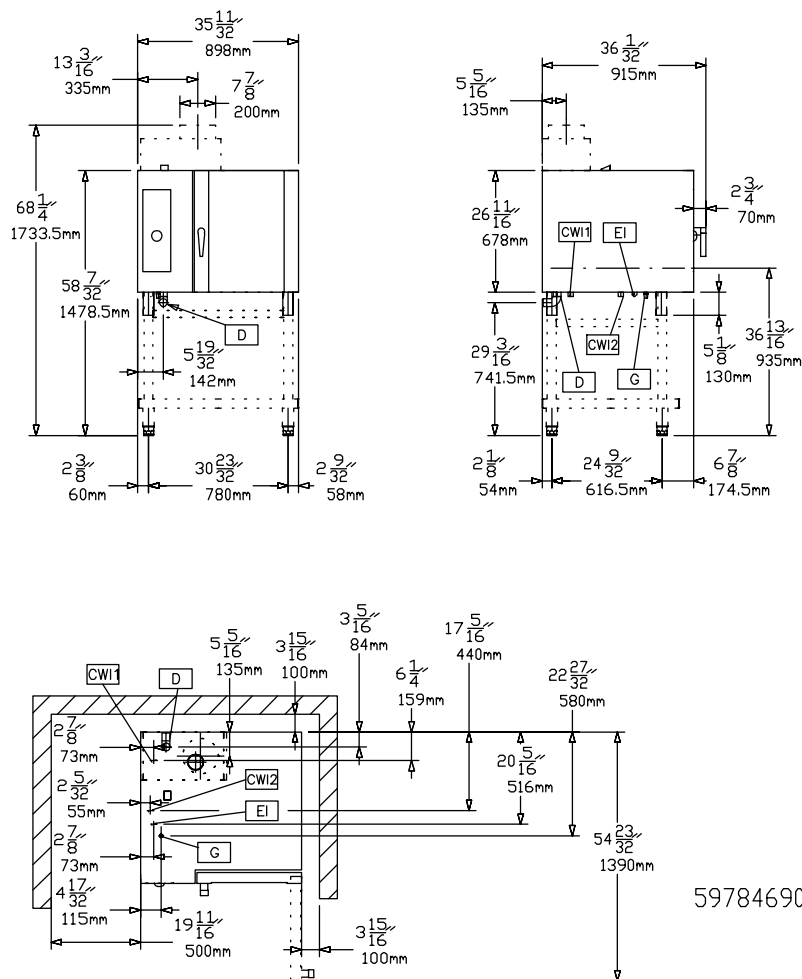 35 11/32″
898mm
13 3/16″
335mm
7 7/8″
200mm
68 1/4″
1733.5mm
58 7/32″
1478.5mm
D
5 19/32″
142mm
2 3/8″
60mm
30 23/32″
780mm
2 9/32″
58mm
36 1/32″
915mm
5 5/16″
135mm
2 3/4″
70mm
26 11/16″
678mm
CWI1
EI
CWI2
D
G
29 3/16″
741.5mm
5 1/8″
130mm
36 13/16″
935mm
2 1/8″
54mm
24 9/32″
616.5mm
6 7/8″
174.5mm
CWI1
D
5 5/16″
135mm
3 15/16″
100mm
3 5/16″
84mm
6 1/4″
159mm
17 5/16″
440mm
22 27/32″
580mm
2 7/8″
73mm
CWI2
2 5/32″
55mm
EI
20 5/16″
516mm
2 7/8″
73mm
G
54 23/32″
1390mm
4 17/32″
115mm
19 11/16″
500mm
3 15/16″
100mm
59784690